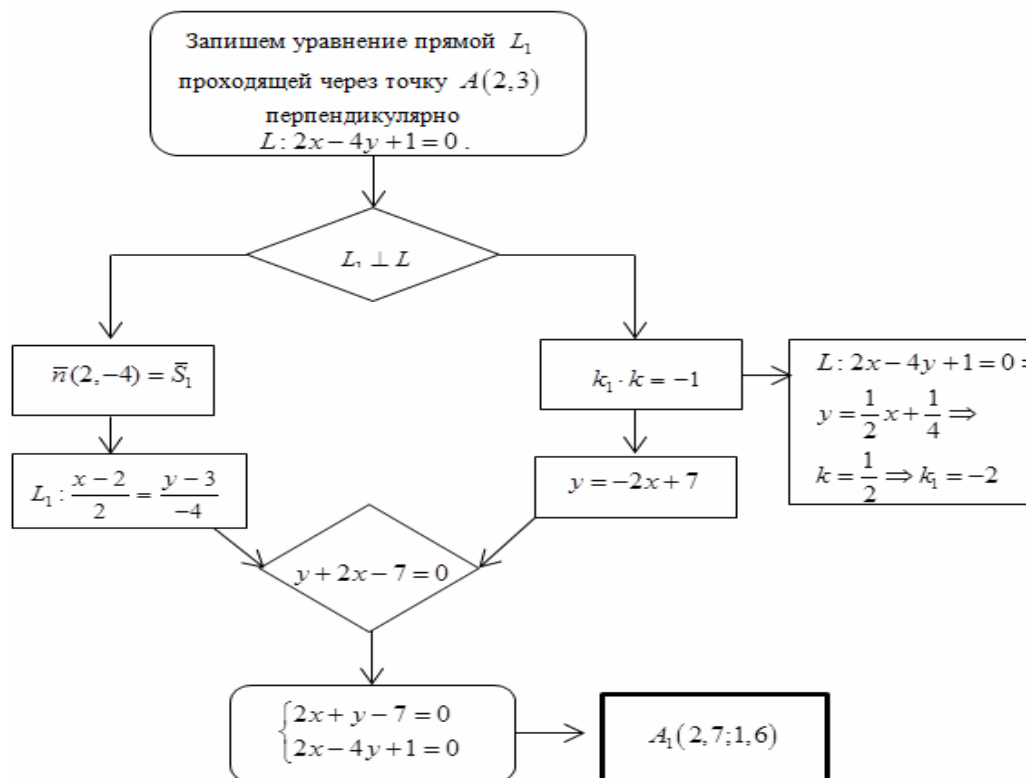 Запишем уравнение прямой L₁
проходящей через точку A(2,3)
перпендикулярно
L: 2x − 4y + 1 = 0 .
L₁ ⊥ L
n̅(2,−4) = S̅₁
k₁ · k = −1
L: 2x − 4y + 1 = 0 =
y = 1/2 x + 1/4 ⇒
k = 1/2 ⇒ k₁ = −2
L₁: (x − 2)/2 = (y − 3)/−4
y = −2x + 7
y + 2x − 7 = 0
{2x + y − 7 = 0
2x − 4y + 1 = 0
A₁(2,7;1,6)